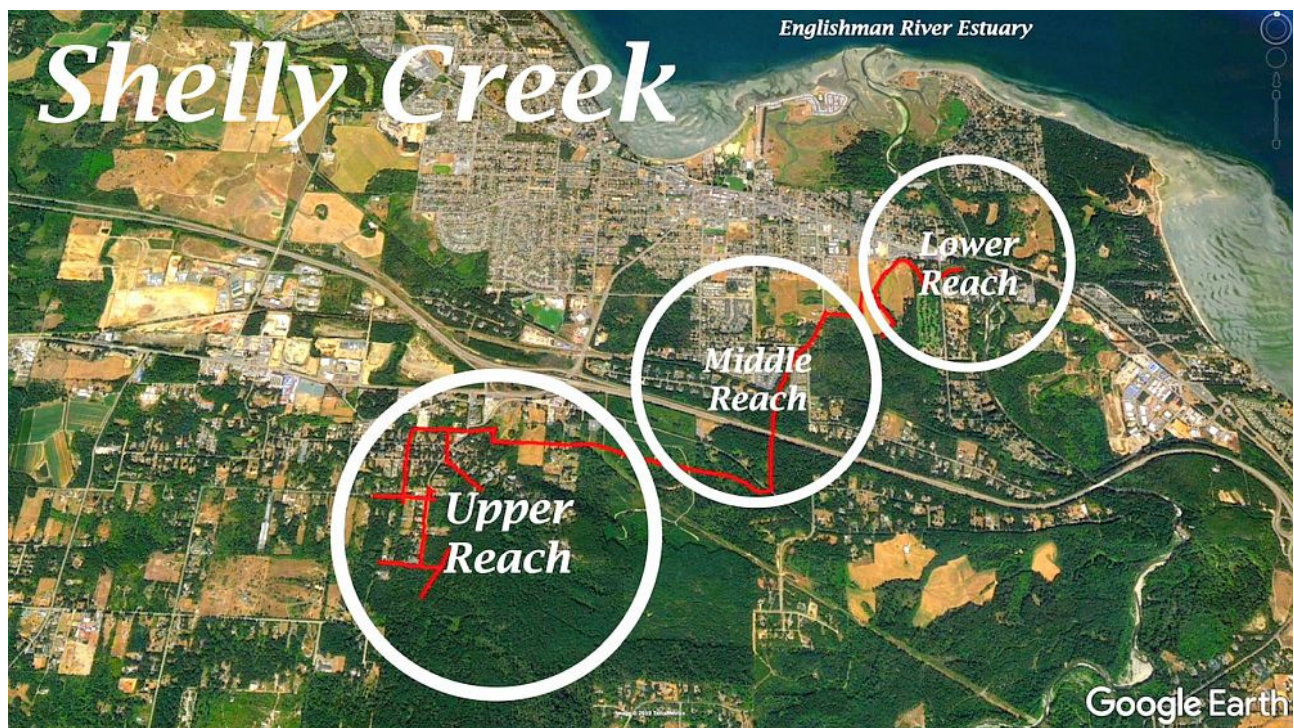 Englishman River Estuary
Shelly Creek
Lower
Reach
Middle
Reach
Upper
Reach
Google Earth